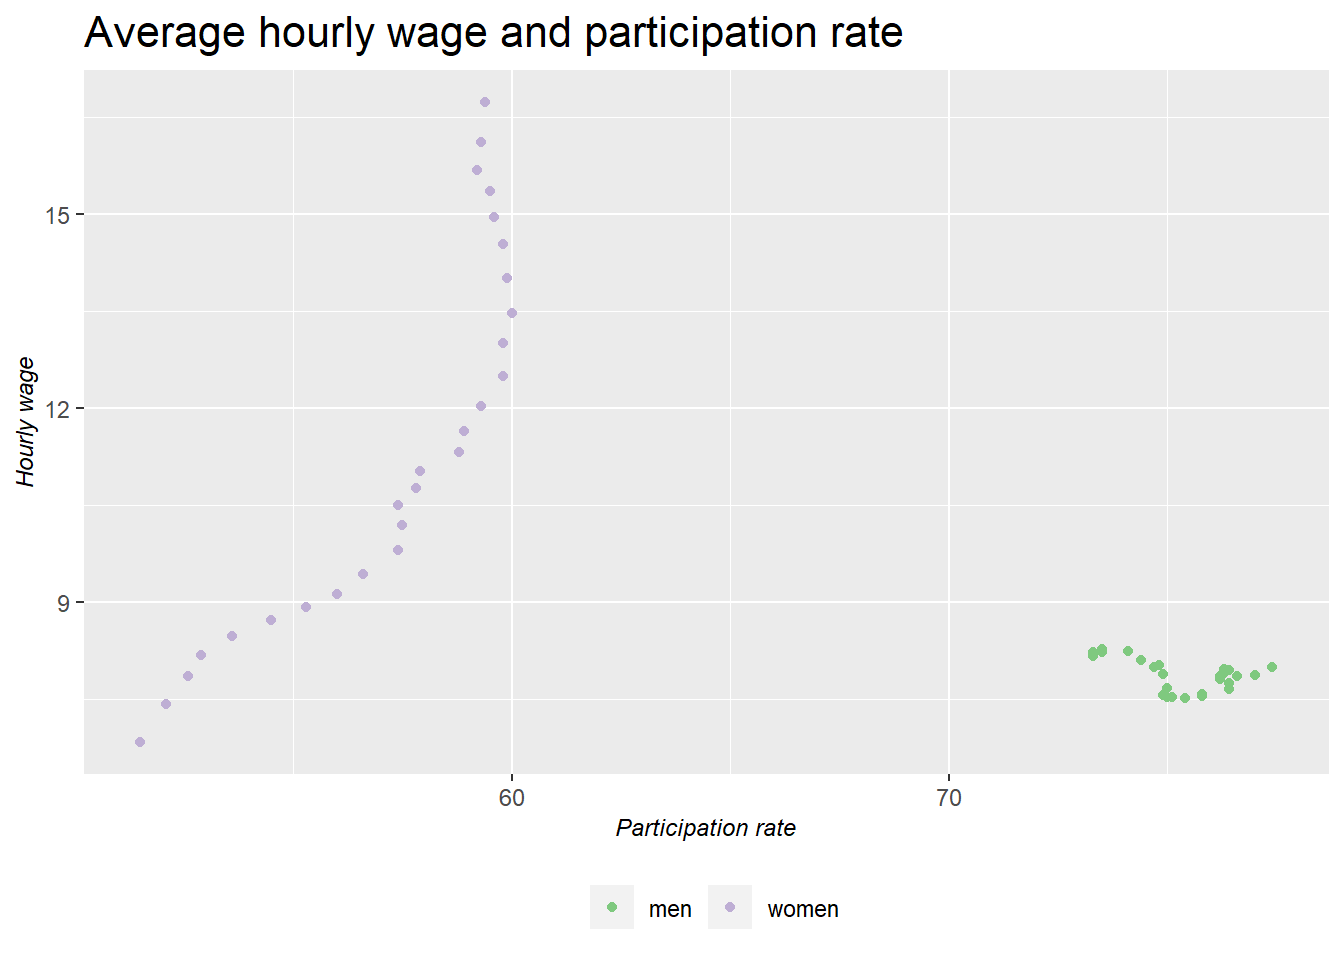 Average hourly wage and participation rate
15
12
9
Hourly wage
60 70
Participation rate
men women